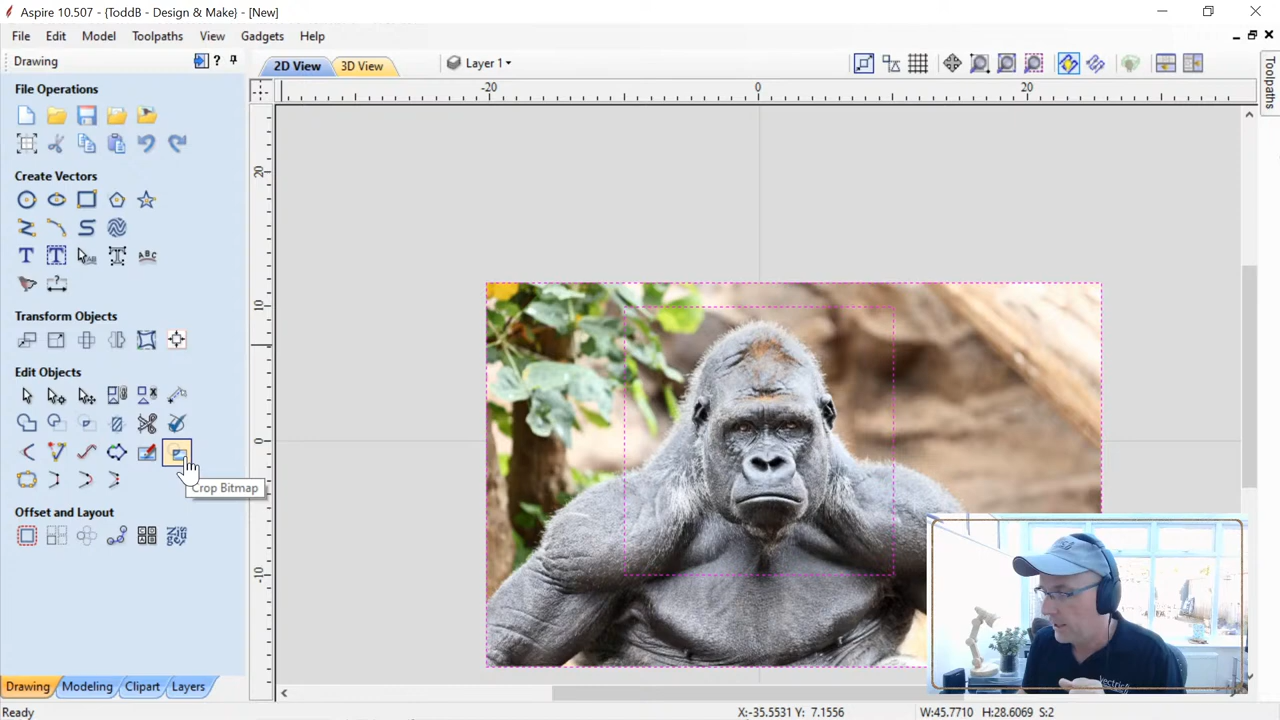 Aspire 10.507 - {ToddB - Design & Make} - [New]
File Edit Model Toolpaths View Gadgets Help
Drawing
2D View
3D View
Layer 1
Toolpaths
-20 0 20
20
10
0
-10
File Operations
Create Vectors
Transform Objects
Edit Objects
Crop Bitmap
Offset and Layout
Drawing Modeling Clipart Layers
Ready
X:-35.5531 Y: 7.1556
W:45.7710 H:28.6069 S:2